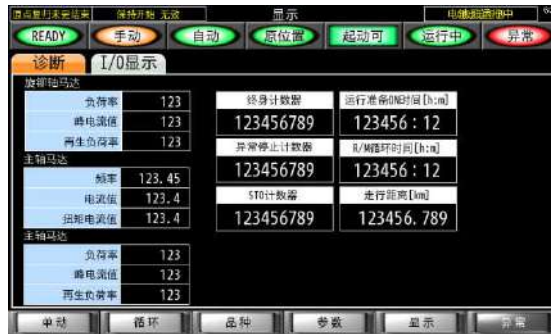 原点复归未完结束 保持开始 无效 显示
READY 手动 自动 原位置 起动可 运行中 异常
诊断 I/O显示
旋铆轴马达
负荷率 123
峰电流值 123
再生负荷率 123
主轴马达
频率 123.45
电流值 123.4
扭矩电流值 123.4
主轴马达
负荷率 123
峰电流值 123
再生负荷率 123
终身计数器 运行准备ON时间[h:m]
123456789 123456:12
异常停止计数器 R/M循环时间[h:m]
123456789 123456:12
STO计数器 走行距离[km]
123456789 123456.789
单动 循环 品种 参数 显示 异常